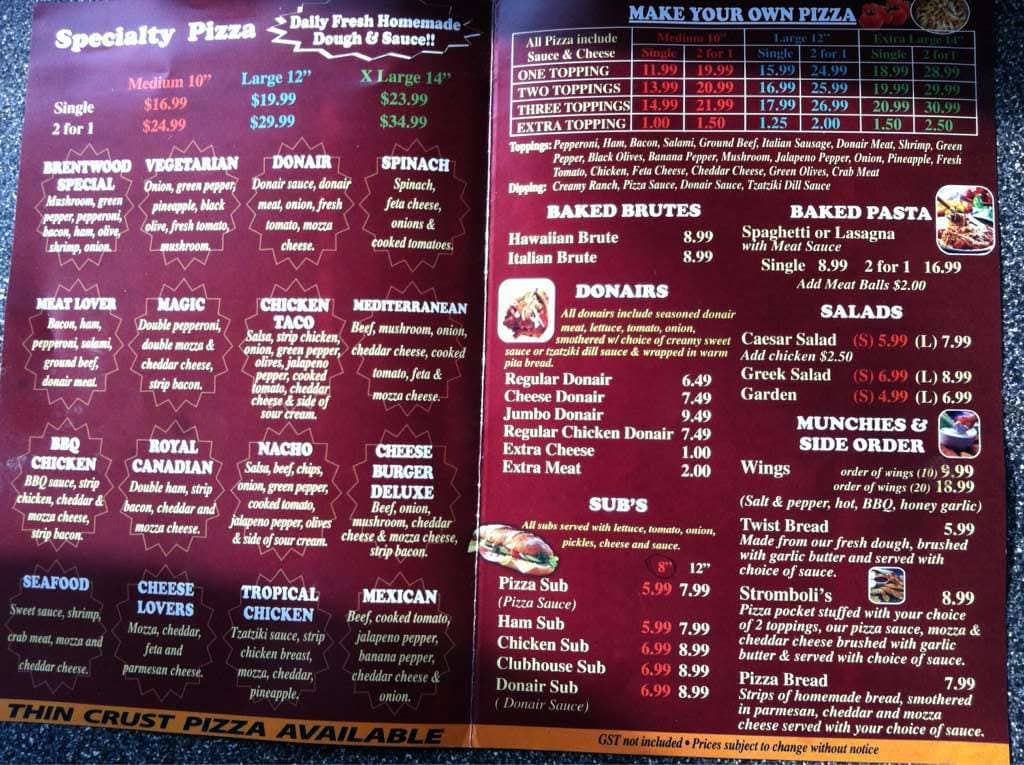 Specialty Pizza
Daily Fresh Homemade
Dough & Sauce!!
Medium 10” Large 12” X Large 14”
Single $16.99 $19.99 $23.99
2 for 1 $24.99 $29.99 $34.99
BRENTWOOD
SPECIAL
Mushroom, green
pepper, pepperoni,
bacon, ham, olive,
shrimp, onion.
VEGETARIAN
Onion, green pepper,
pineapple, black
olive, fresh tomato,
mushroom.
DONAIR
Donair sauce, donair
meat, onion, fresh
tomato, mozza
cheese.
SPINACH
Spinach,
feta cheese,
onions &
cooked tomatoes.
MEAT LOVER
Bacon, ham,
pepperoni, salami,
ground beef,
donair meat.
MAGIC
Double pepperoni,
double mozza &
cheddar cheese,
strip bacon.
CHICKEN
TACO
Salsa, strip chicken,
onion, green pepper,
olives, jalapeno
pepper, cooked
tomato, cheddar
cheese & side of
sour cream.
MEDITERRANEAN
Beef, mushroom, onion,
cheddar cheese, cooked
tomato, feta &
mozza cheese.
BBQ
CHICKEN
BBQ sauce, strip
chicken, cheddar &
mozza cheese,
strip bacon.
ROYAL
CANADIAN
Double ham, strip
bacon, cheddar and
mozza cheese.
NACHO
Salsa, beef, chips,
onion, green pepper,
cooked tomato,
jalapeno pepper, olives
& side of sour cream.
CHEESE
BURGER
DELUXE
Beef, onion,
mushroom, cheddar
cheese & mozza cheese,
strip bacon.
SEAFOOD
Sweet sauce, shrimp,
crab meat, mozza and
cheddar cheese.
CHEESE
LOVERS
Mozza, cheddar,
feta and
parmesan cheese.
TROPICAL
CHICKEN
Tzatziki sauce, strip
chicken breast,
mozza, cheddar,
pineapple.
MEXICAN
Beef, cooked tomato,
jalapeno pepper,
banana pepper,
cheddar cheese &
onion.
THIN CRUST PIZZA AVAILABLE
MAKE YOUR OWN PIZZA
All Pizza include Medium 10” Large 12” Extra Large 14”
Sauce & Cheese Single 2 for 1 Single 2 for 1 Single 2 for 1
ONE TOPPING 11.99 19.99 15.99 24.99 18.99 28.99
TWO TOPPINGS 13.99 20.99 16.99 25.99 19.99 29.99
THREE TOPPINGS 14.99 21.99 17.99 26.99 20.99 30.99
EXTRA TOPPING 1.00 1.50 1.25 2.00 1.50 2.50
Toppings: Pepperoni, Ham, Bacon, Salami, Ground Beef, Italian Sausage, Donair Meat, Shrimp, Green
Pepper, Black Olives, Banana Pepper, Mushroom, Jalapeno Pepper, Onion, Pineapple, Fresh
Tomato, Chicken, Feta Cheese, Cheddar Cheese, Green Olives, Crab Meat
Dipping: Creamy Ranch, Pizza Sauce, Donair Sauce, Tzatziki Dill Sauce
BAKED BRUTES
Hawaiian Brute 8.99
Italian Brute 8.99
DONAIRS
All donairs include seasoned donair
meat, lettuce, tomato, onion,
smothered w/ choice of creamy sweet
sauce or tzatziki dill sauce & wrapped in warm
pita bread.
Regular Donair 6.49
Cheese Donair 7.49
Jumbo Donair 9.49
Regular Chicken Donair 7.49
Extra Cheese 1.00
Extra Meat 2.00
SUB'S
All subs served with lettuce, tomato, onion,
pickles, cheese and sauce.
8” 12”
Pizza Sub 5.99 7.99
(Pizza Sauce)
Ham Sub 5.99 7.99
Chicken Sub 6.99 8.99
Clubhouse Sub 6.99 8.99
Donair Sub 6.99 8.99
( Donair Sauce)
BAKED PASTA
Spaghetti or Lasagna
with Meat Sauce
Single 8.99 2 for 1 16.99
Add Meat Balls $2.00
SALADS
Caesar Salad (S) 5.99 (L) 7.99
Add chicken $2.50
Greek Salad (S) 6.99 (L) 8.99
Garden (S) 4.99 (L) 6.99
MUNCHIES &
SIDE ORDER
Wings order of wings (10) 9.99
order of wings (20) 18.99
(Salt & pepper, hot, BBQ, honey garlic)
Twist Bread 5.99
Made from our fresh dough, brushed
with garlic butter and served with
choice of sauce.
Stromboli's 8.99
Pizza pocket stuffed with your choice
of 2 toppings, our pizza sauce, mozza &
cheddar cheese brushed with garlic
butter & served with choice of sauce.
Pizza Bread 7.99
Strips of homemade bread, smothered
in parmesan, cheddar and mozza
cheese served with your choice of sauce.
GST not included • Prices subject to change without notice